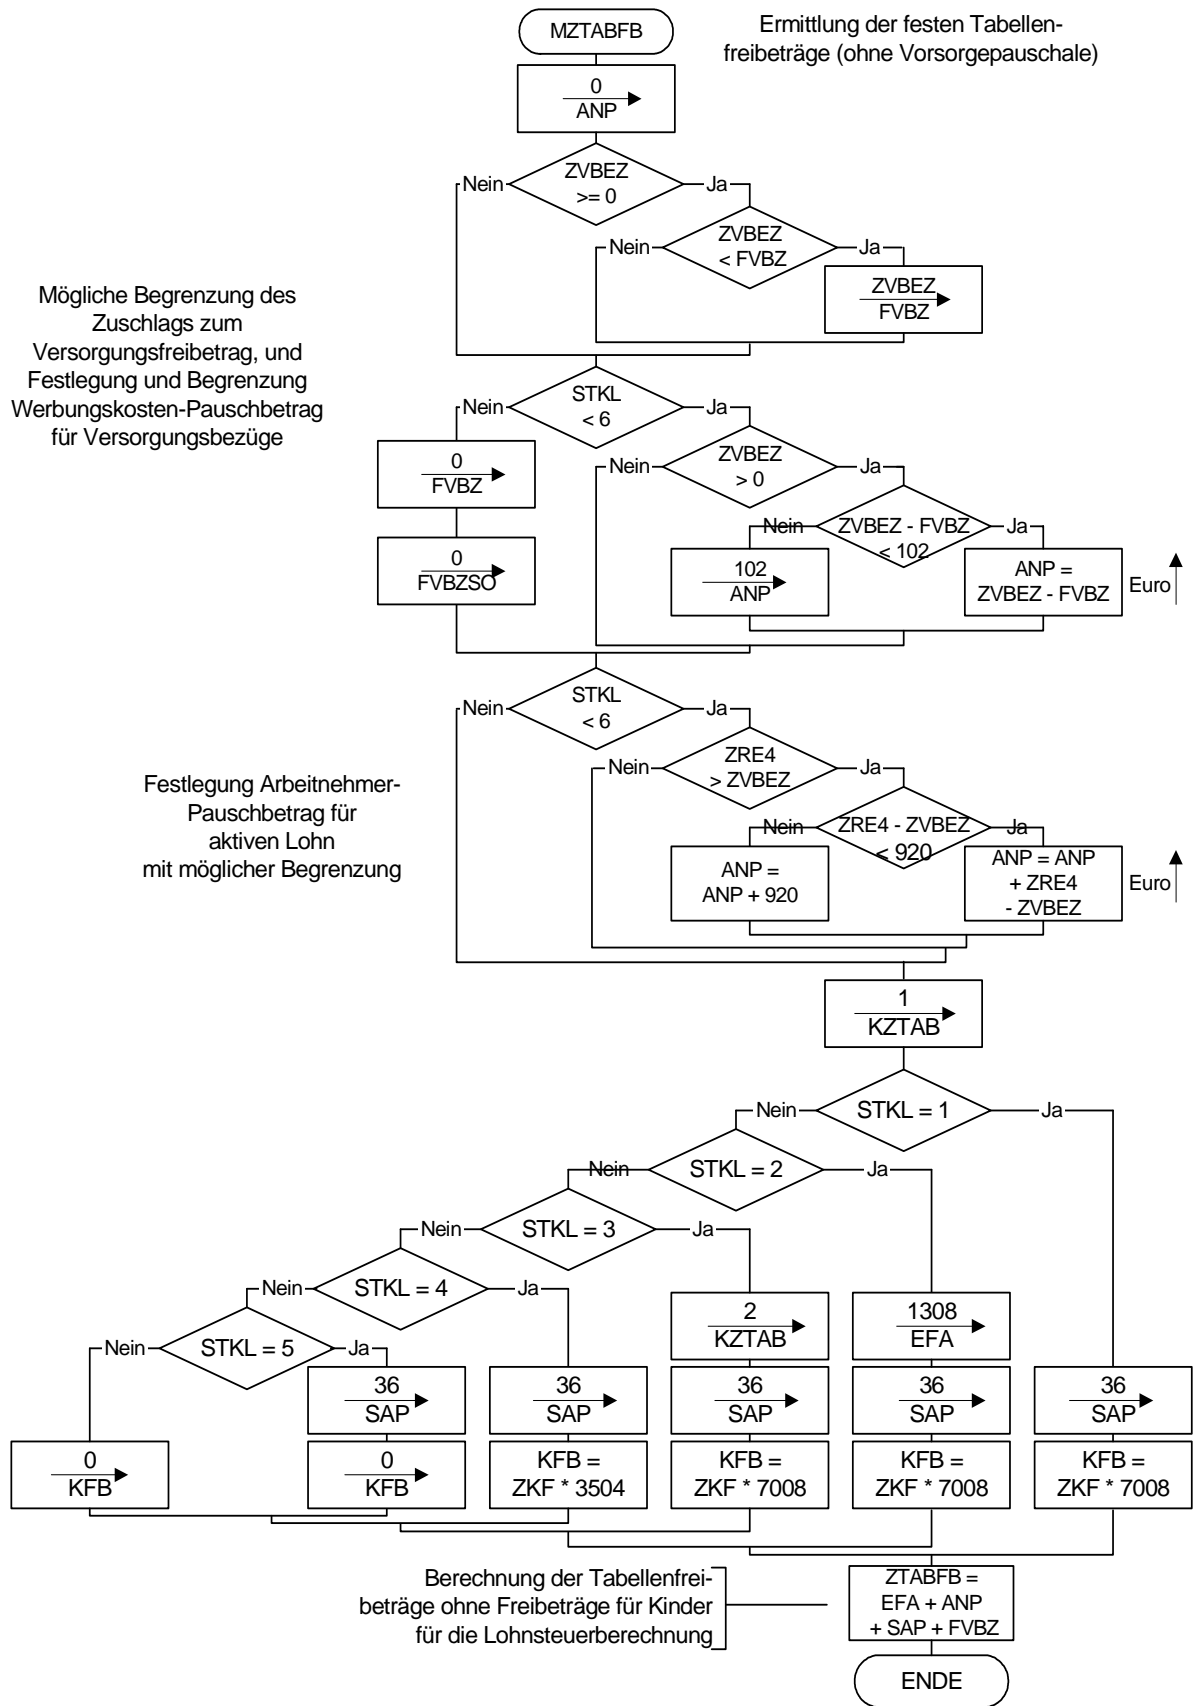 MZTABFB
Ermittlung der festen Tabellen-
freibeträge (ohne Vorsorgepauschale)
0
ANP
ZVBEZ
>= 0
Nein
Ja
ZVBEZ
< FVBZ
Nein
Ja
ZVBEZ
FVBZ
Mögliche Begrenzung des
Zuschlags zum
Versorgungsfreibetrag, und
Festlegung und Begrenzung
Werbungskosten-Pauschbetrag
für Versorgungsbezüge
STKL
< 6
Nein
Ja
0
FVBZ
0
FVBZSO
ZVBEZ
> 0
Nein
Ja
ZVBEZ - FVBZ
< 102
Nein
Ja
102
ANP
ANP =
ZVBEZ - FVBZ
Euro
STKL
< 6
Nein
Ja
Festlegung Arbeitnehmer-
Pauschbetrag für
aktiven Lohn
mit möglicher Begrenzung
ZRE4
> ZVBEZ
Nein
Ja
ZRE4 - ZVBEZ
< 920
Nein
Ja
ANP =
ANP + 920
ANP = ANP
+ ZRE4
- ZVBEZ
Euro
1
KZTAB
STKL = 1
Nein
Ja
STKL = 2
Nein
Ja
STKL = 3
Nein
Ja
STKL = 4
Nein
Ja
STKL = 5
Nein
Ja
2
KZTAB
1308
EFA
36
SAP
36
SAP
36
SAP
36
SAP
36
SAP
0
KFB
0
KFB
KFB =
ZKF * 3504
KFB =
ZKF * 7008
KFB =
ZKF * 7008
KFB =
ZKF * 7008
Berechnung der Tabellenfrei-
beträge ohne Freibeträge für Kinder
für die Lohnsteuerberechnung
ZTABFB =
EFA + ANP
+ SAP + FVBZ
ENDE